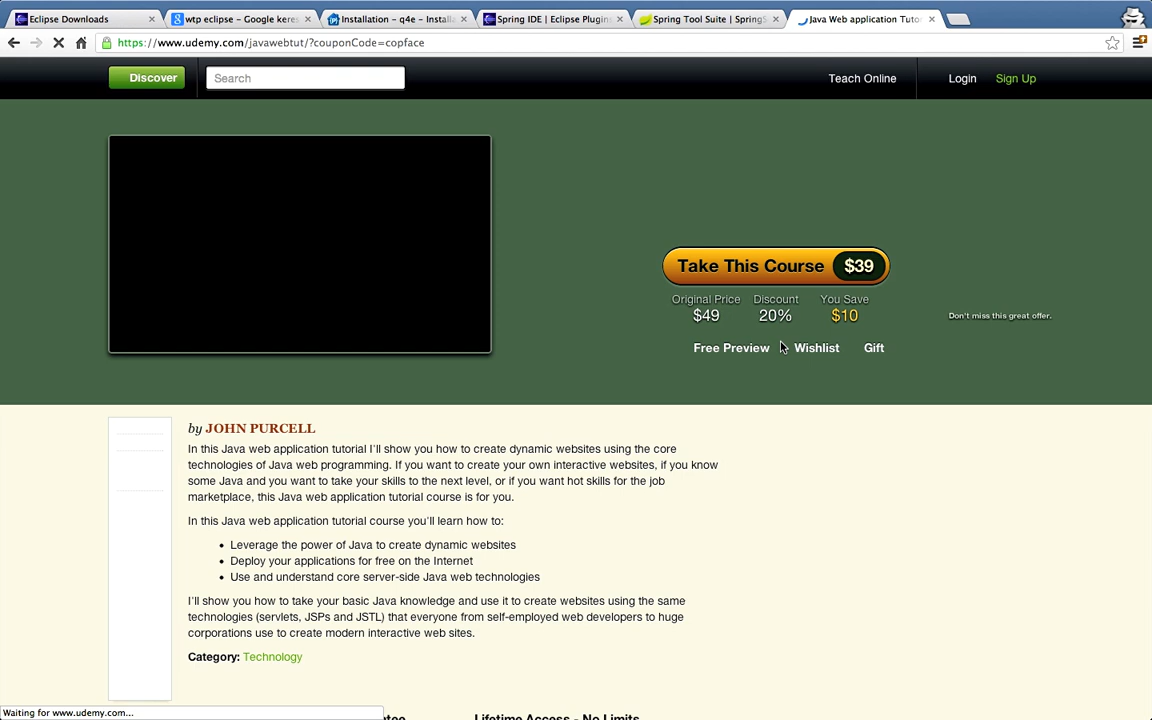 Eclipse Downloads
wtp eclipse - Google keres
Installation - q4e - Installa
Spring IDE | Eclipse Plugins
Spring Tool Suite | SpringS
Java Web application Tutor
https://www.udemy.com/javawebtut/?couponCode=copface
Discover
Search
Teach Online
Login
Sign Up
Take This Course $39
Original Price Discount You Save
$49 20% $10
Don't miss this great offer.
Free Preview Wishlist Gift
by JOHN PURCELL
In this Java web application tutorial I'll show you how to create dynamic websites using the core
technologies of Java web programming. If you want to create your own interactive websites, if you know
some Java and you want to take your skills to the next level, or if you want hot skills for the job
marketplace, this Java web application tutorial course is for you.
In this Java web application tutorial course you'll learn how to:
• Leverage the power of Java to create dynamic websites
• Deploy your applications for free on the Internet
• Use and understand core server-side Java web technologies
I'll show you how to take your basic Java knowledge and use it to create websites using the same
technologies (servlets, JSPs and JSTL) that everyone from self-employed web developers to huge
corporations use to create modern interactive web sites.
Category: Technology
Waiting for www.udemy.com...
Lifetime Access - No Limits